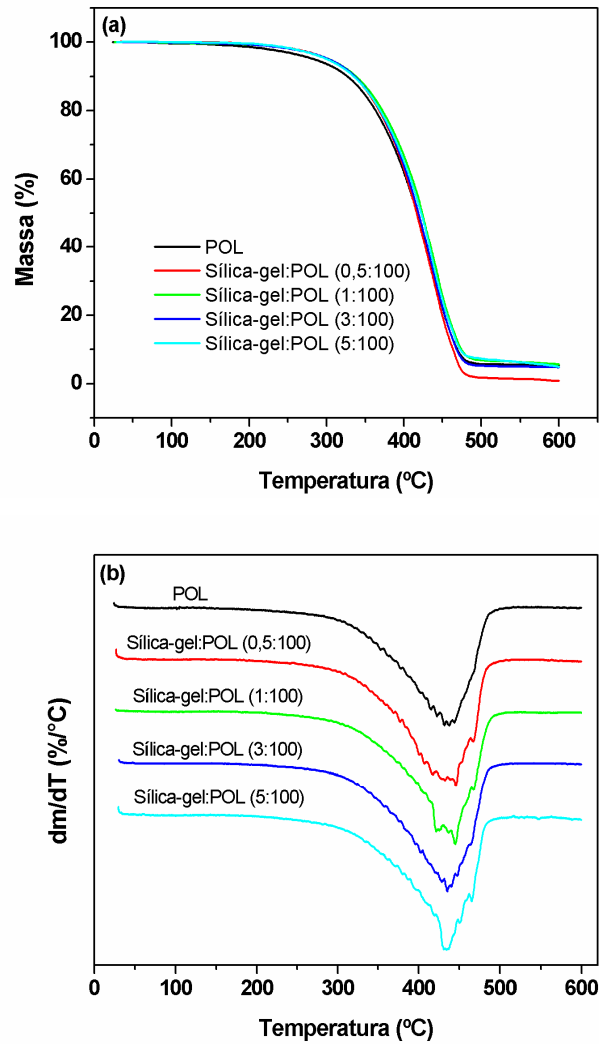 (a)
100
80
60
40
20
0
Massa (%)
POL
Sílica-gel:POL (0,5:100)
Sílica-gel:POL (1:100)
Sílica-gel:POL (3:100)
Sílica-gel:POL (5:100)
0 100 200 300 400 500 600
Temperatura (ºC)
(b)
dm/dT (%/°C)
POL
Sílica-gel:POL (0,5:100)
Sílica-gel:POL (1:100)
Sílica-gel:POL (3:100)
Sílica-gel:POL (5:100)
0 100 200 300 400 500 600
Temperatura (ºC)